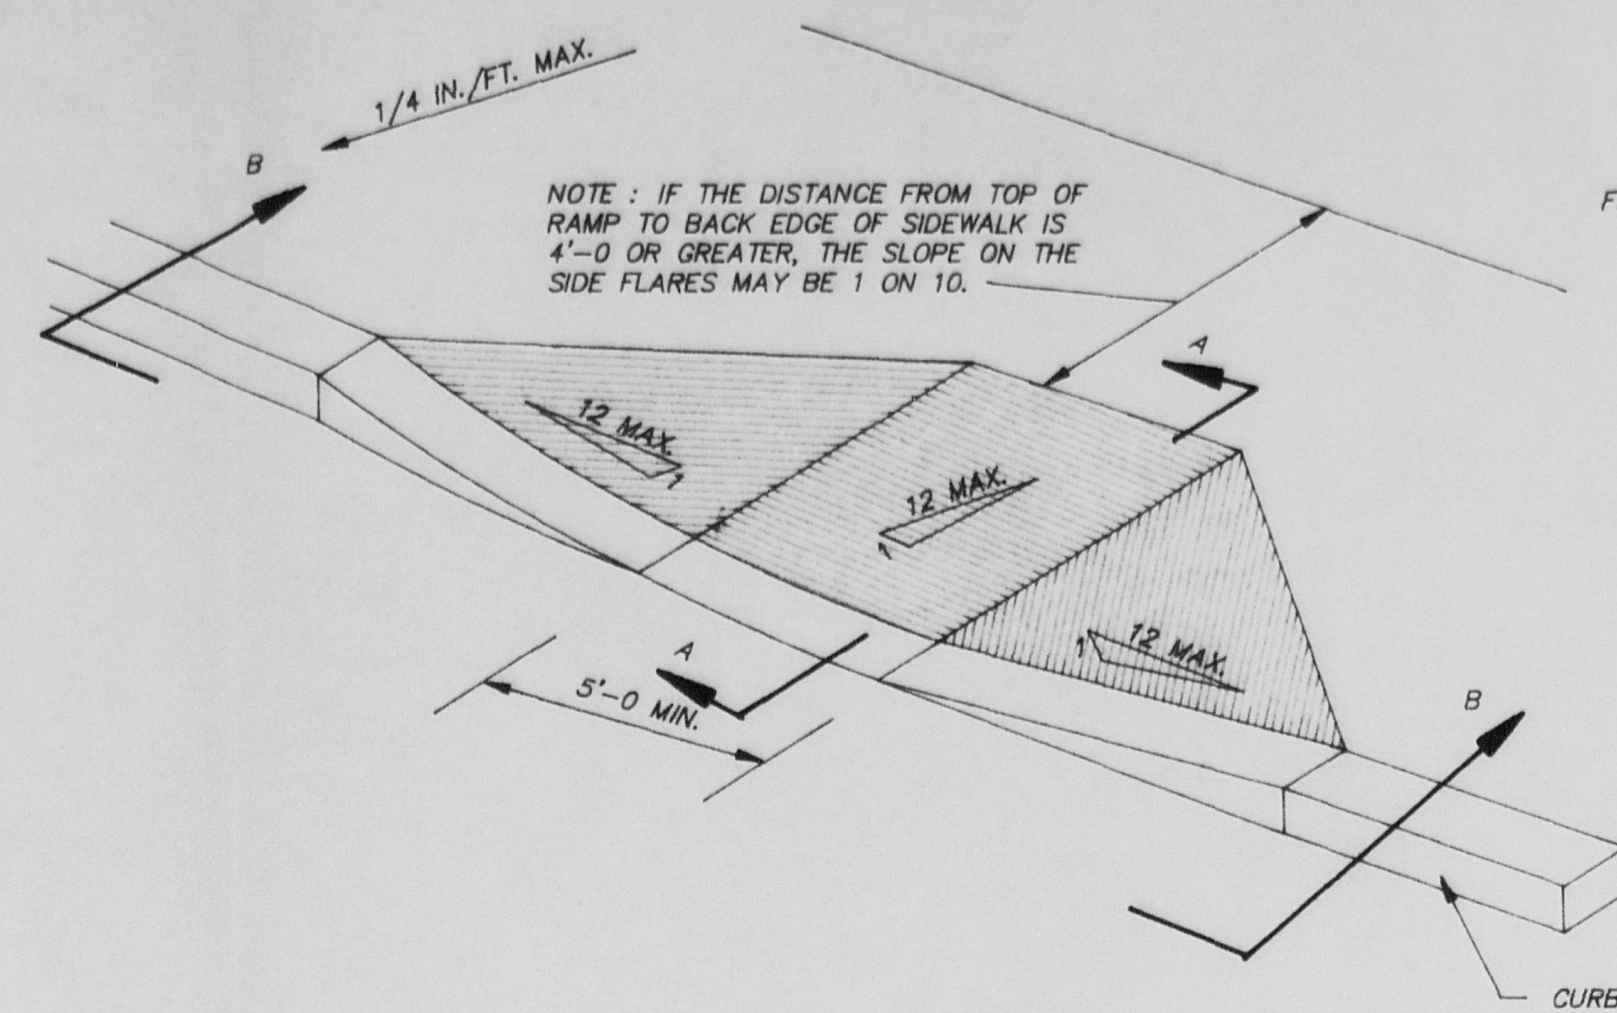 1/4 IN./FT. MAX.
B
NOTE : IF THE DISTANCE FROM TOP OF
RAMP TO BACK EDGE OF SIDEWALK IS
4'-0 OR GREATER, THE SLOPE ON THE
SIDE FLARES MAY BE 1 ON 10.
F
A
12 MAX.
1
12 MAX.
1
12 MAX.
1
A
5'-0 MIN.
B
CURB